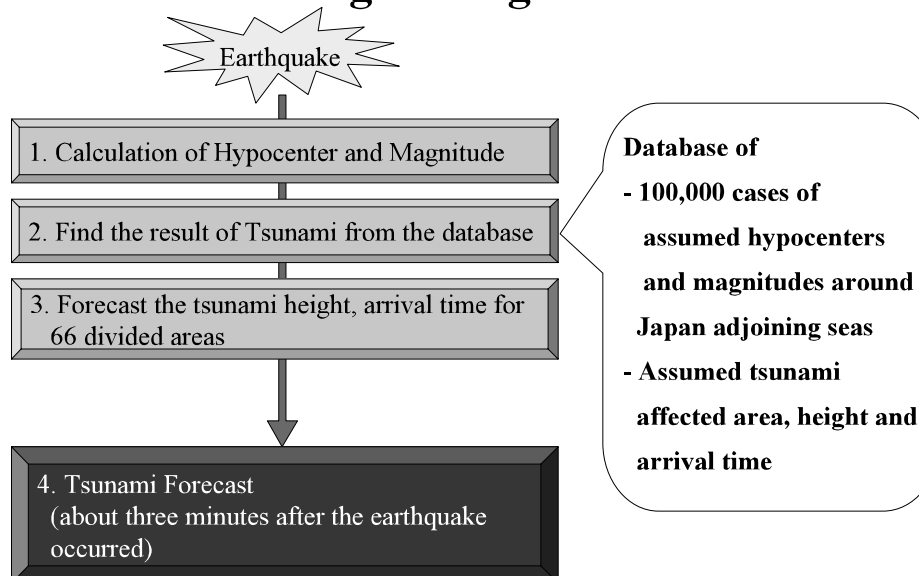 Earthquake
1. Calculation of Hypocenter and Magnitude
2. Find the result of Tsunami from the database
3. Forecast the tsunami height, arrival time for
66 divided areas
4. Tsunami Forecast
(about three minutes after the earthquake
occurred)
Database of
- 100,000 cases of
assumed hypocenters
and magnitudes around
Japan adjoining seas
- Assumed tsunami
affected area, height and
arrival time